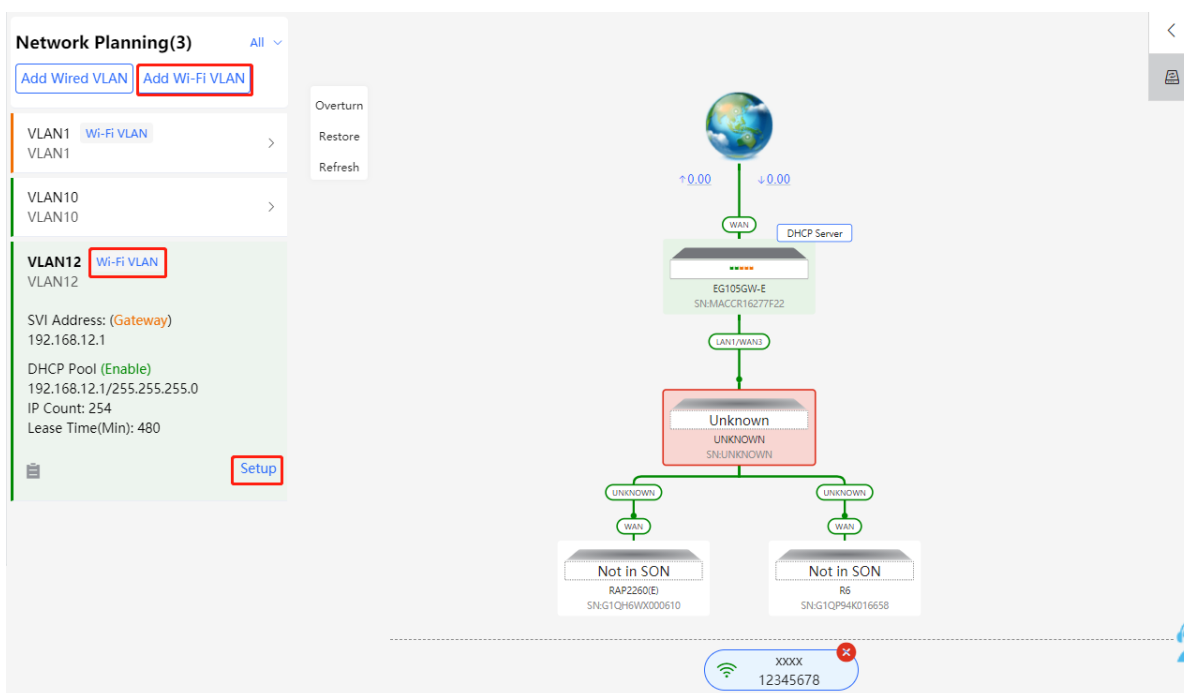 Network Planning(3) All
Add Wired VLAN Add Wi-Fi VLAN
VLAN1 Wi-Fi VLAN
VLAN1
VLAN10
VLAN10
VLAN12 Wi-Fi VLAN
VLAN12
SVI Address: (Gateway)
192.168.12.1
DHCP Pool (Enable)
192.168.12.1/255.255.255.0
IP Count: 254
Lease Time(Min): 480
Setup
Overturn
Restore
Refresh
↑0.00 ↓0.00
WAN
DHCP Server
EG105GW-E
SN:MACCR16277F22
LAN1/WAN3
Unknown
UNKNOWN
SN:UNKNOWN
UNKNOWN UNKNOWN
WAN WAN
Not in SON Not in SON
RAP2260(E) R6
SN:G1QH6WX000610 SN:G1QP94K016658
xxxx
12345678